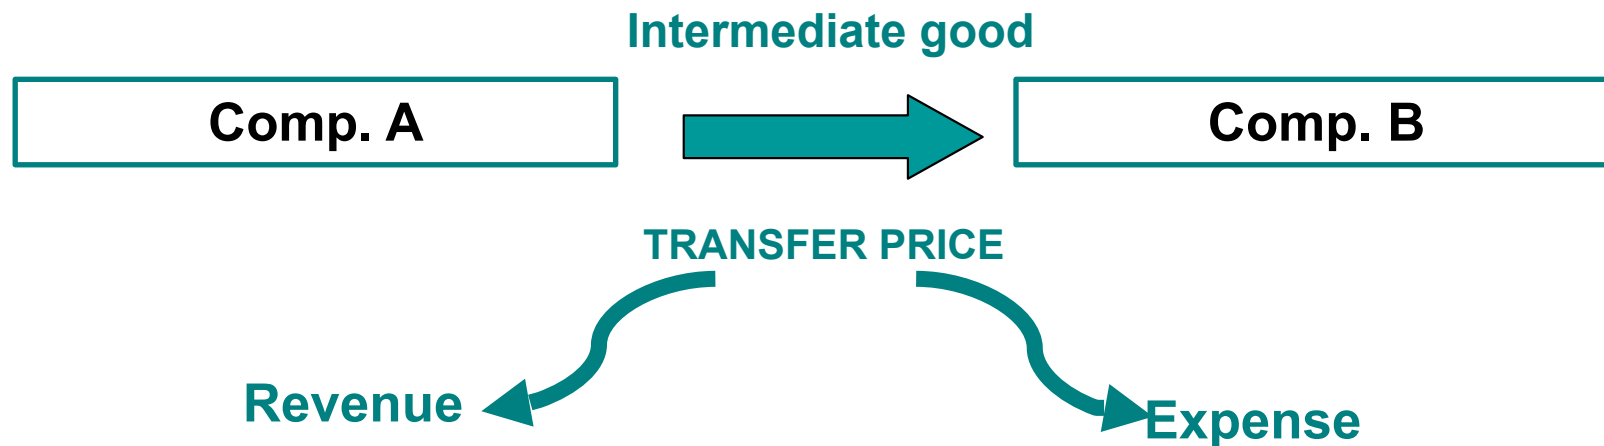 Intermediate good
Comp. A
Comp. B
TRANSFER PRICE
Revenue
Expense